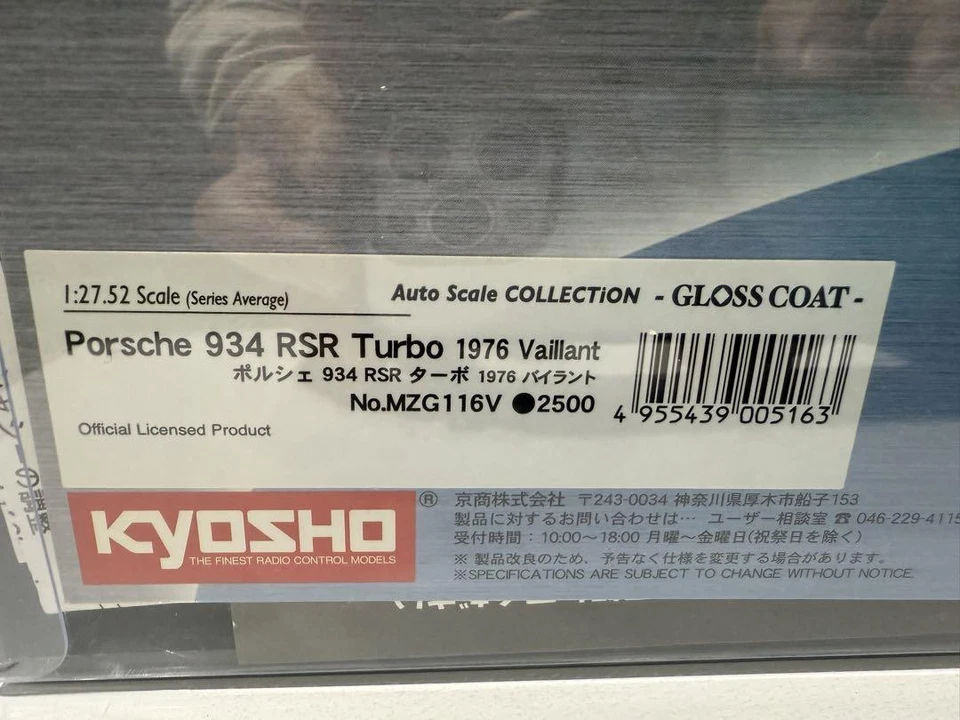 1:27.52 Scale (Series Average)
Auto Scale COLLECTiON - GLOSS COAT -
Porsche 934 RSR Turbo 1976 Vaillant
ポルシェ 934 RSR ターボ 1976 バイラント
No.MZG116V ●2500
4 955439 005163
Official Licensed Product
KYOSHO ®
THE FINEST RADIO CONTROL MODELS
京商株式会社 〒243-0034 神奈川県厚木市船子153
製品に対するお問い合わせは… ユーザー相談室 ☎ 046-229-4115
受付時間:10:00〜18:00 月曜〜金曜日(祝祭日を除く)
※ 製品改良のため、予告なく仕様を変更する場合があります。
※SPECIFICATIONS ARE SUBJECT TO CHANGE WITHOUT NOTICE.